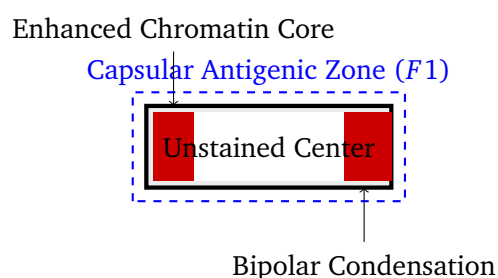 Enhanced Chromatin Core
Capsular Antigenic Zone (F1)
Unstained Center
Bipolar Condensation